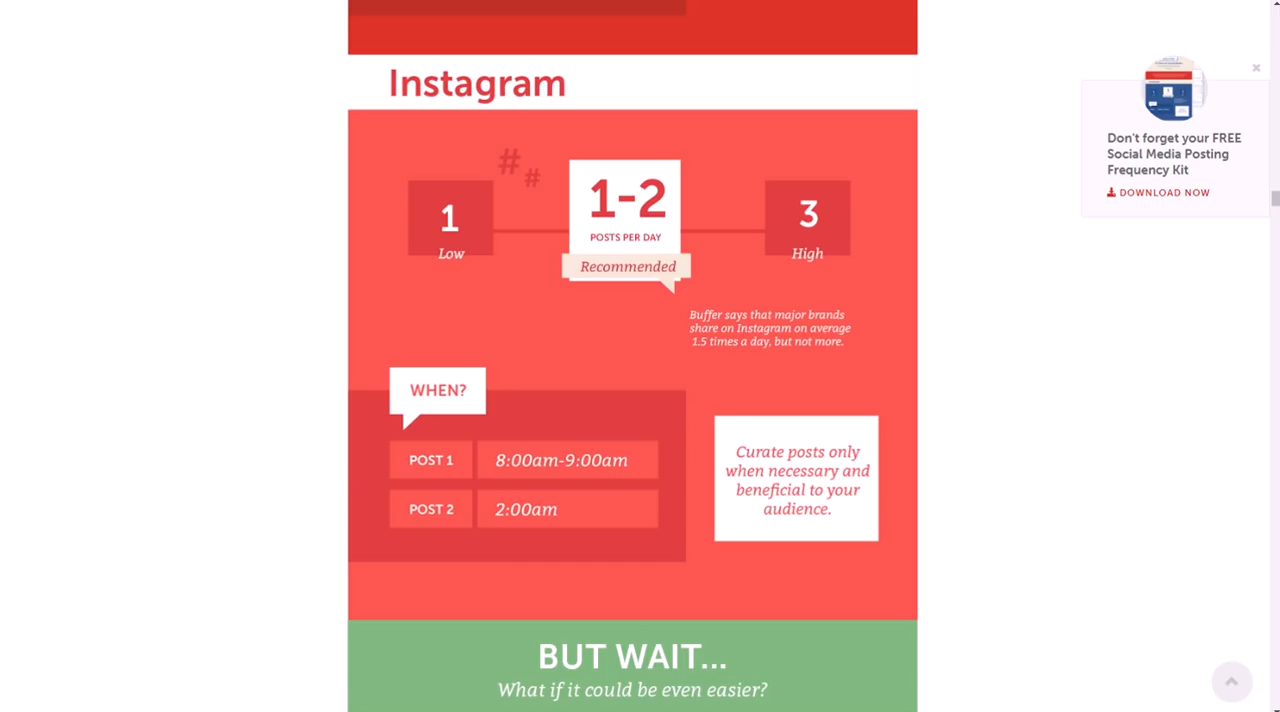 Instagram
# #
1
Low
1-2
POSTS PER DAY
Recommended
3
High
Buffer says that major brands
share on Instagram on average
1.5 times a day, but not more.
WHEN?
POST 1
8:00am-9:00am
POST 2
2:00am
Curate posts only
when necessary and
beneficial to your
audience.
BUT WAIT...
What if it could be even easier?
×
Don't forget your FREE
Social Media Posting
Frequency Kit
DOWNLOAD NOW